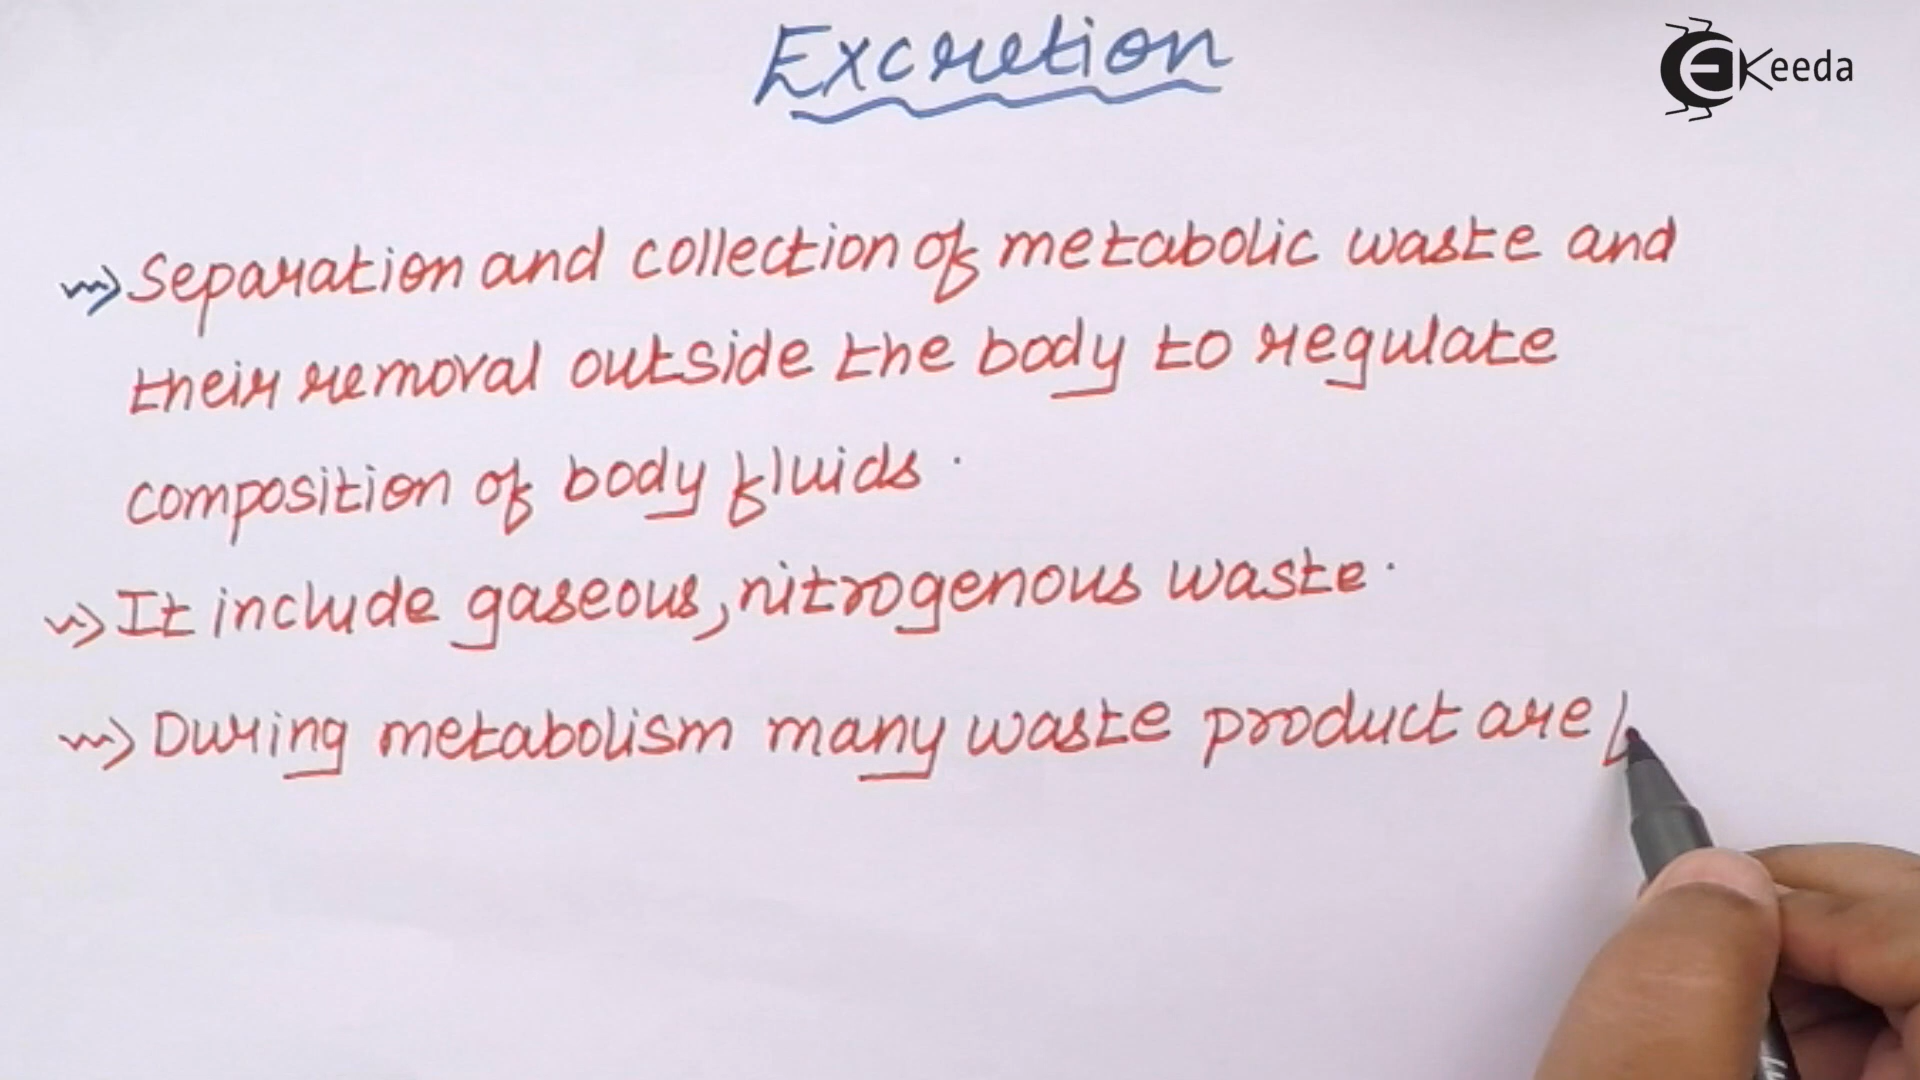 Excretion
EKeeda
Separation and collection of metabolic waste and
their removal outside the body to regulate
composition of body fluids.
It include gaseous, nitrogenous waste.
During metabolism many waste product are